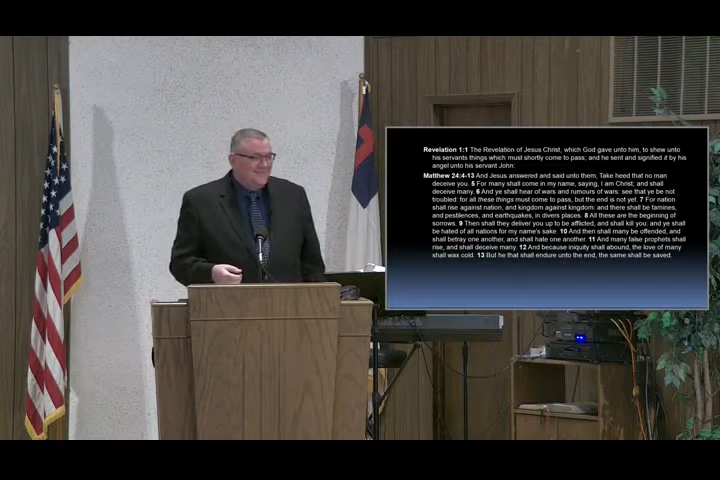 Revelation 1:1 The Revelation of Jesus Christ, which God gave unto him, to shew unto
his servants things which must shortly come to pass; and he sent and signified it by his
angel unto his servant John:
Matthew 24:4-13 And Jesus answered and said unto them, Take heed that no man
deceive you. 5 For many shall come in my name, saying, I am Christ; and shall
deceive many. 6 And ye shall hear of wars and rumours of wars: see that ye be not
troubled: for all these things must come to pass, but the end is not yet. 7 For nation
shall rise against nation, and kingdom against kingdom: and there shall be famines,
and pestilences, and earthquakes, in divers places. 8 All these are the beginning of
sorrows. 9 Then shall they deliver you up to be afflicted, and shall kill you: and ye shall
be hated of all nations for my name's sake. 10 And then shall many be offended, and
shall betray one another, and shall hate one another. 11 And many false prophets shall
rise, and shall deceive many. 12 And because iniquity shall abound, the love of many
shall wax cold. 13 But he that shall endure unto the end, the same shall be saved.